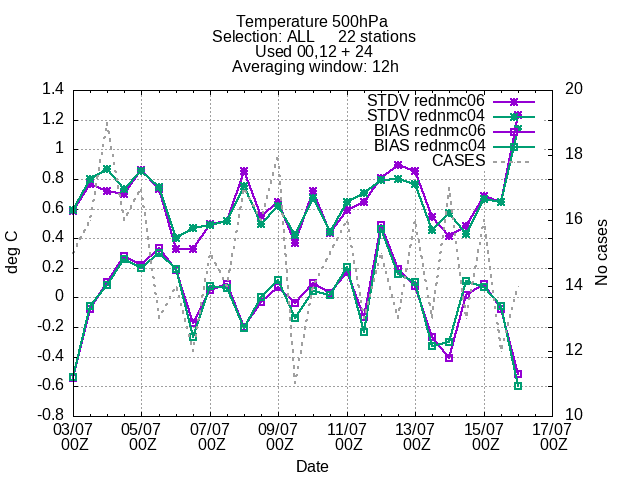 Temperature 500hPa
Selection: ALL 22 stations
Used 00,12 + 24
Averaging window: 12h
STDV rednmc06
STDV rednmc04
BIAS rednmc06
BIAS rednmc04
CASES
1.4
1.2
1
0.8
0.6
0.4
0.2
0
-0.2
-0.4
-0.6
-0.8
deg C
20
18
16
14
12
10
No cases
03/07 05/07 07/07 09/07 11/07 13/07 15/07 17/07
00Z 00Z 00Z 00Z 00Z 00Z 00Z 00Z
Date